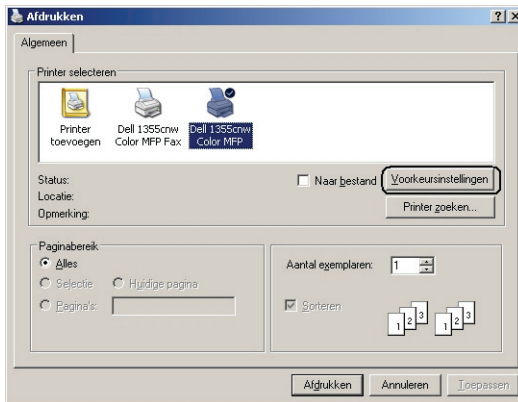 Afdrukken
Algemeen
Printer selecteren
Printer toevoegen
Dell 1355cnw Color MFP Fax
Dell 1355cnw Color MFP
Status:
Locatie:
Opmerking:
Naar bestand
Voorkeursinstellingen
Printer zoeken...
Paginabereik
Alles
Selectie
Huidige pagina
Pagina's:
Aantal exemplaren:
1
Sorteren
1 2 3
1 2 3
Afdrukken
Annuleren
Toepassen